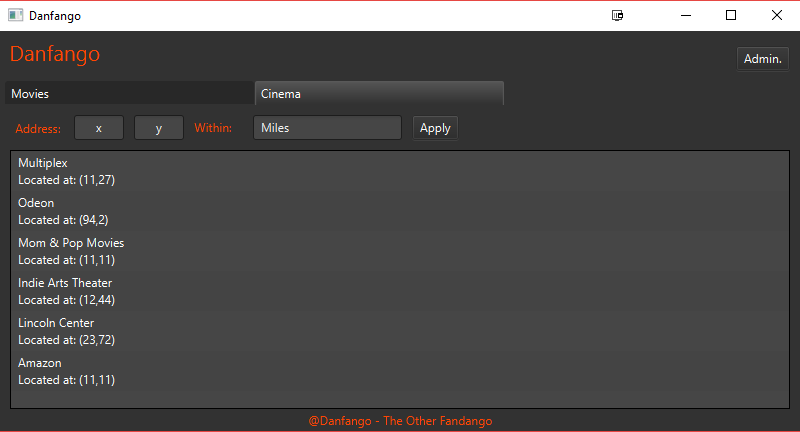 Danfango
Danfango
Admin.
Movies
Cinema
Address: x y Within: Miles Apply
Multiplex
Located at: (11,27)
Odeon
Located at: (94,2)
Mom & Pop Movies
Located at: (11,11)
Indie Arts Theater
Located at: (12,44)
Lincoln Center
Located at: (23,72)
Amazon
Located at: (11,11)
@Danfango - The Other Fandango